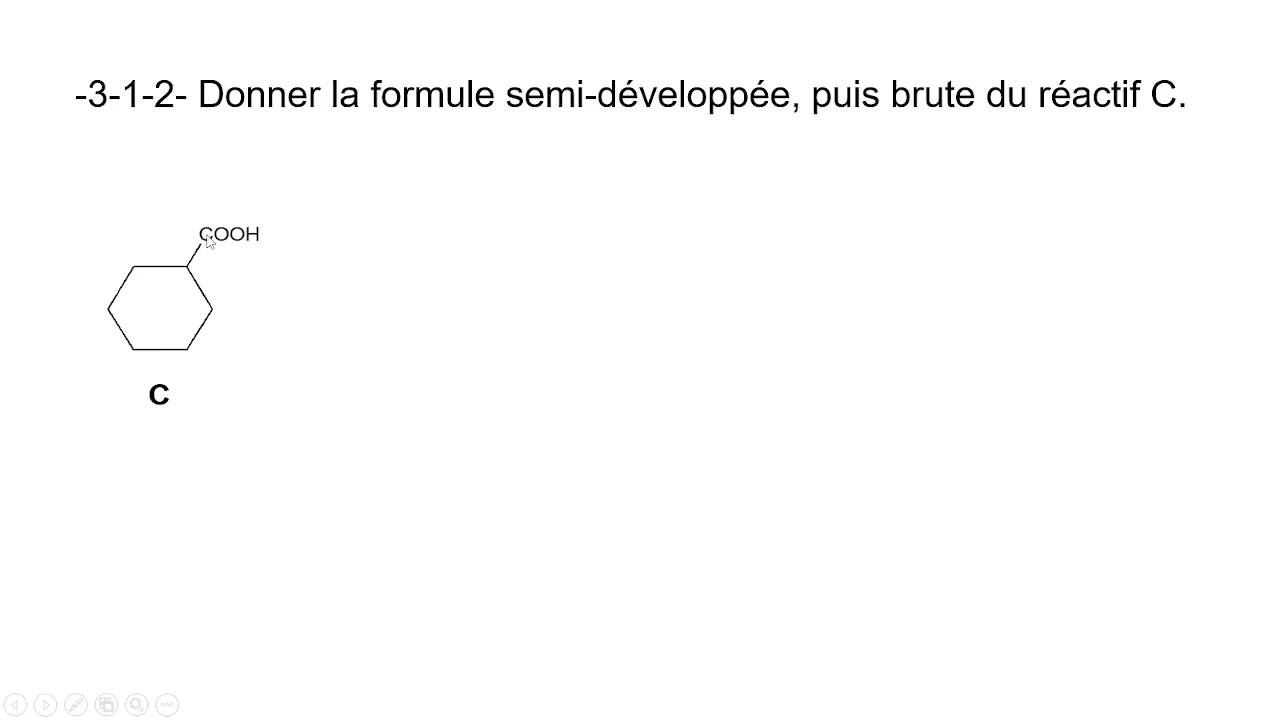 -3-1-2- Donner la formule semi-développée, puis brute du réactif C.
COOH
C